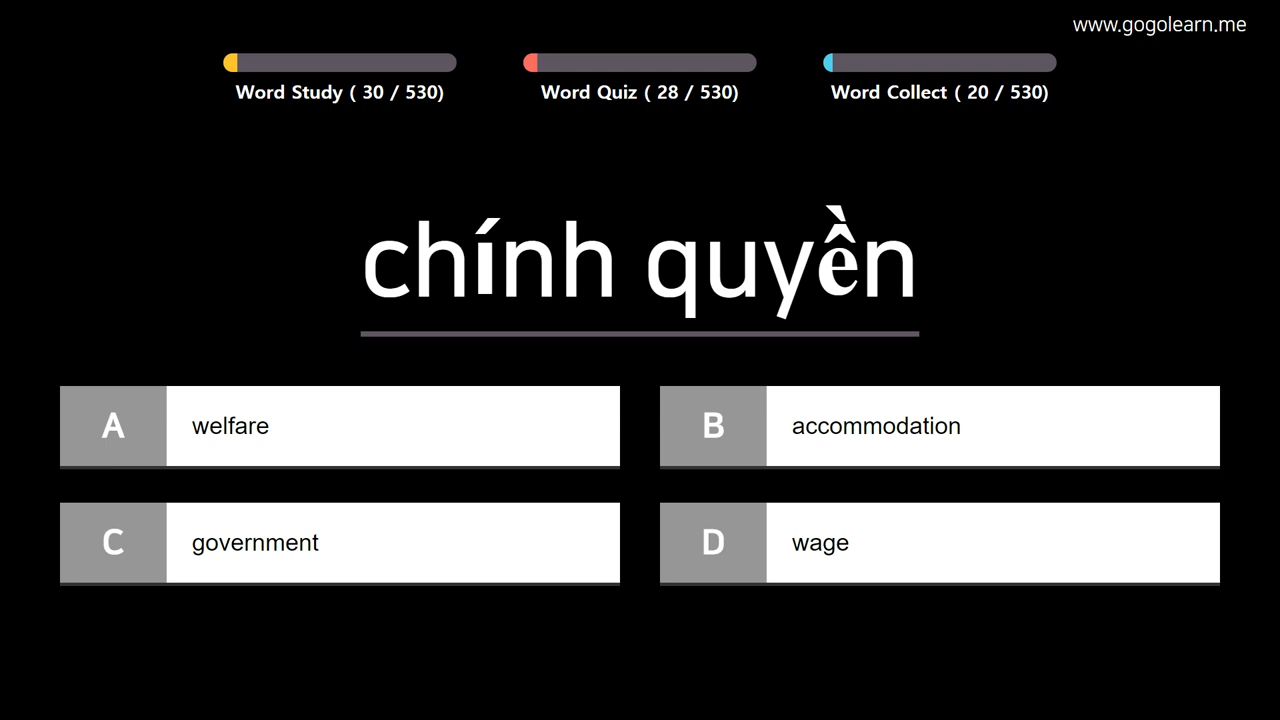 www.gogolearn.me
Word Study ( 30 / 530)
Word Quiz ( 28 / 530)
Word Collect ( 20 / 530)
chính quyền
A welfare
B accommodation
C government
D wage